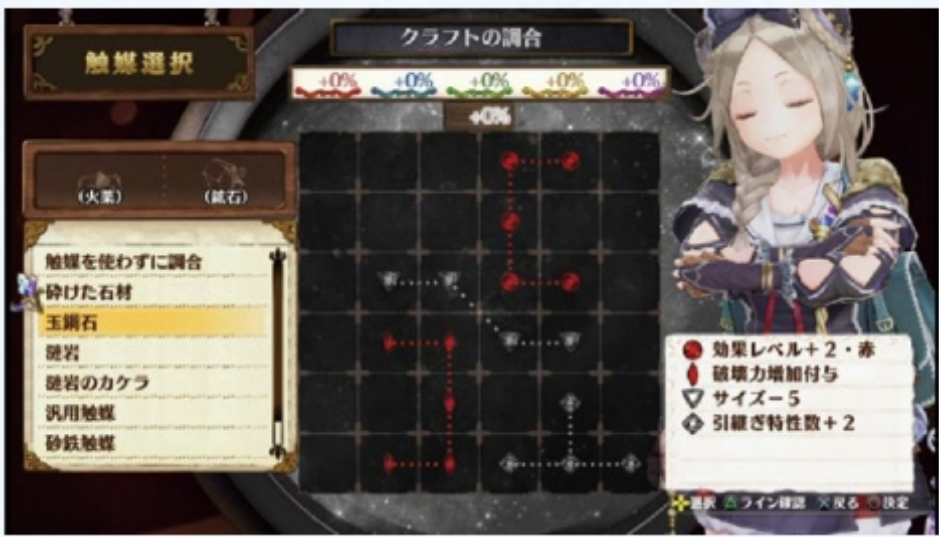 触媒選択
クラフトの調合
+0% +0% +0% +0% +0%
+0%
(火薬) (鉱石)
触媒を使わずに調合
砕けた石材
玉鋼石
礎岩のカケラ
汎用触媒
砂鉄触媒
効果レベル+2・赤
破壊力増加付与
サイズー5
引継ぎ特性数+2
選択 ライン確認 戻る 決定